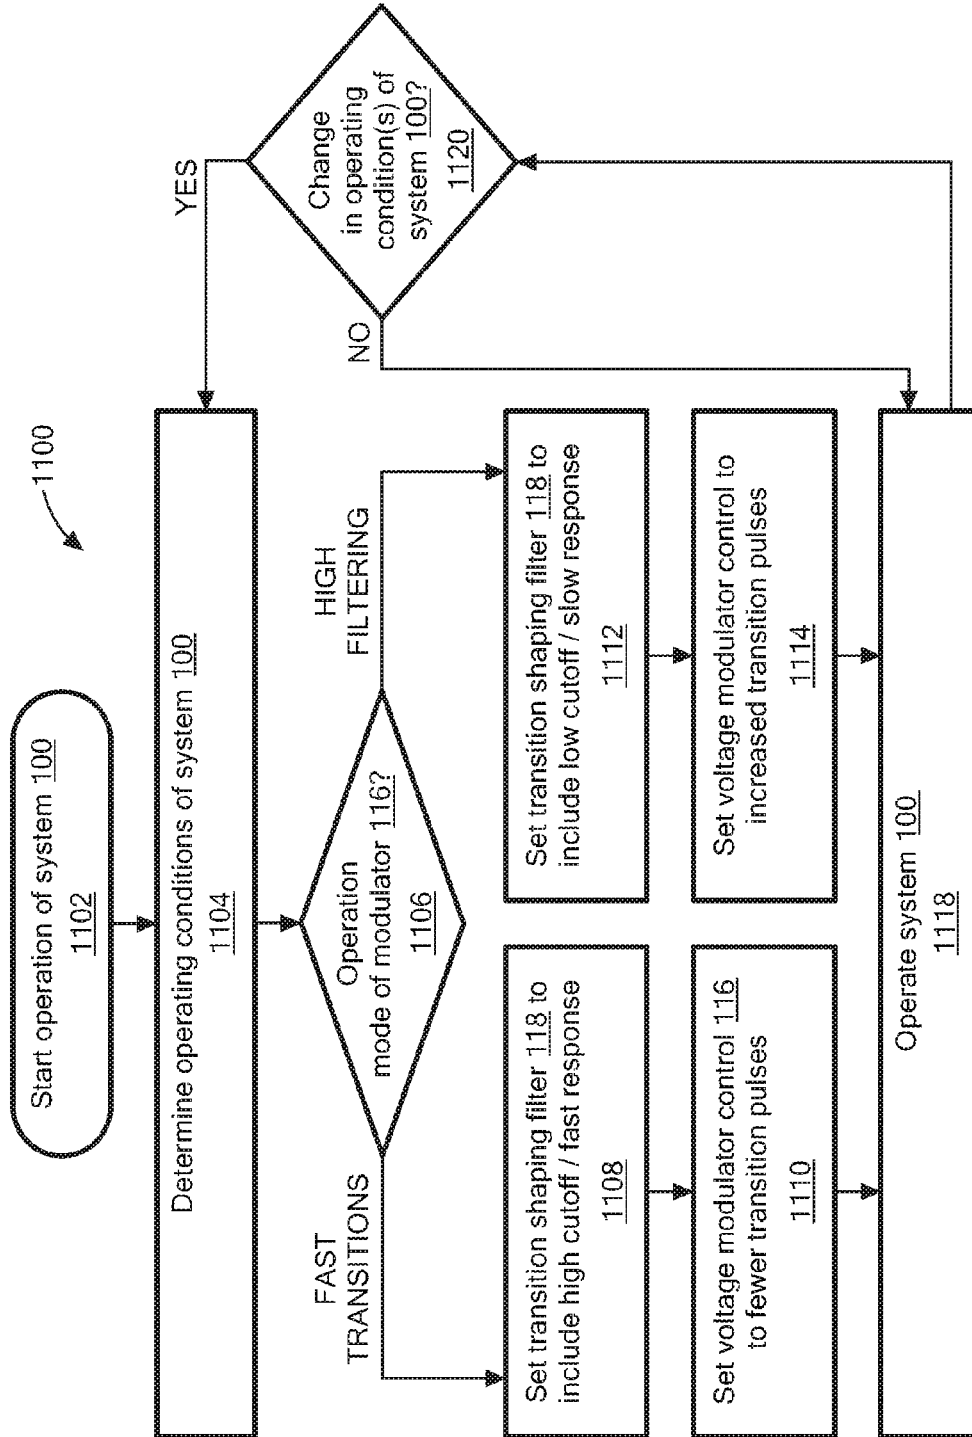 1100
Start operation of system 100
1102
Determine operating conditions of system 100
1104
Operation
mode of modulator 116?
1106
FAST
TRANSITIONS
HIGH
FILTERING
Set transition shaping filter 118 to
include high cutoff / fast response
1108
Set voltage modulator control 116
to fewer transition pulses
1110
Set transition shaping filter 118 to
include low cutoff / slow response
1112
Set voltage modulator control to
increased transition pulses
1114
Operate system 100
1118
Change
in operating
condition(s) of
system 100?
1120
YES
NO